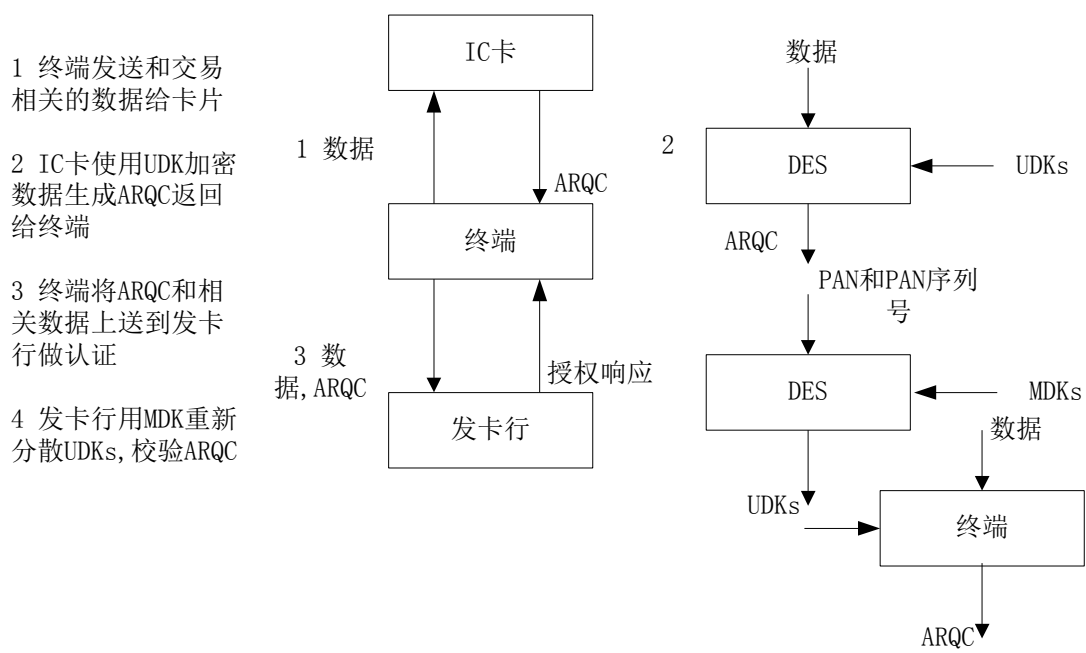 1 终端发送和交易
相关的数据给卡片
2 IC卡使用UDK加密
数据生成ARQC返回
给终端
3 终端将ARQC和相
关数据上送到发卡
行做认证
4 发卡行用MDK重新
分散UDKs,校验ARQC
IC卡
1 数据
ARQC
终端
3 数
据,ARQC
授权响应
发卡行
2
数据
DES
UDKs
ARQC
PAN和PAN序列
号
DES
MDKs
数据
UDKs
终端
ARQC